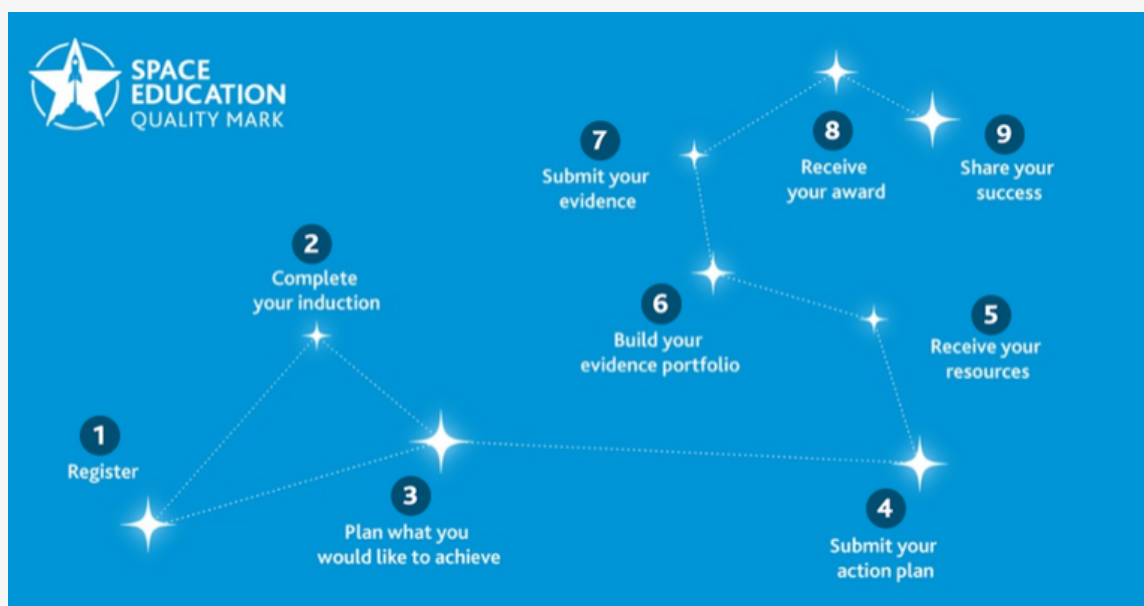 SPACE
EDUCATION
QUALITY MARK
1
Register
2
Complete
your induction
3
Plan what you
would like to achieve
4
Submit your
action plan
5
Receive your
resources
6
Build your
evidence portfolio
7
Submit your
evidence
8
Receive
your award
9
Share your
success